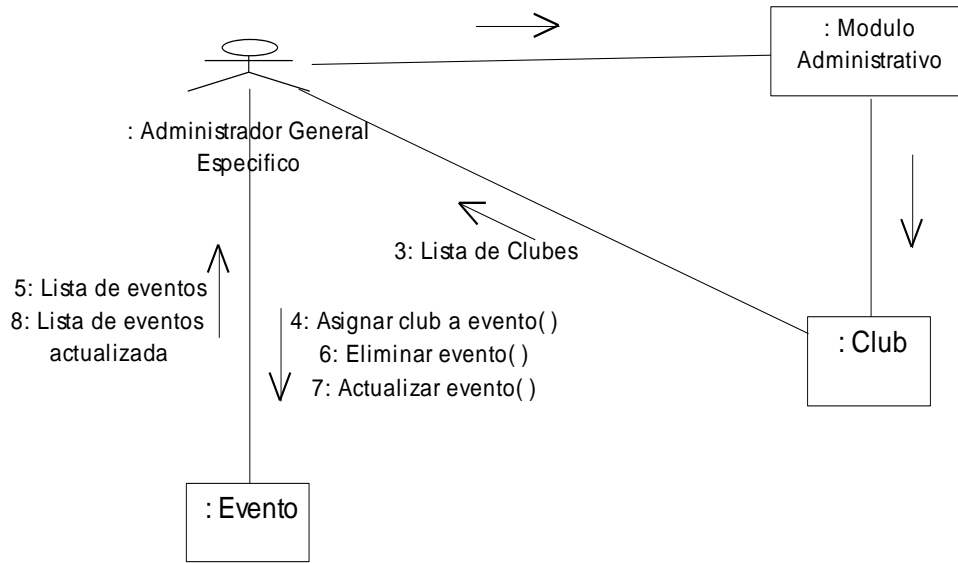 : Modulo
Administrativo
: Administrador General
Especifico
3: Lista de Clubes
5: Lista de eventos
8: Lista de eventos
actualizada
4: Asignar club a evento( )
6: Eliminar evento( )
7: Actualizar evento( )
: Club
: Evento